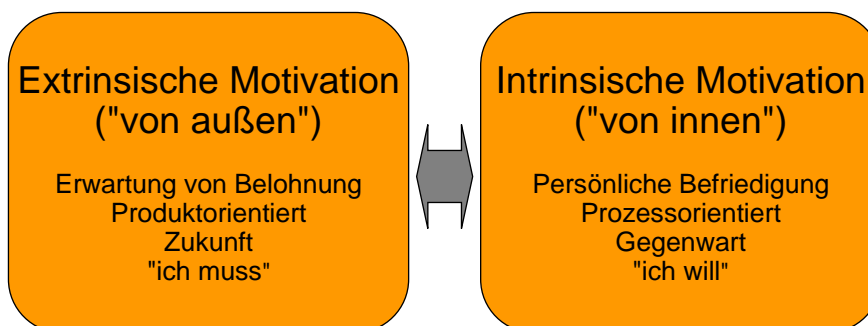 Extrinsische Motivation
("von außen")
Erwartung von Belohnung
Produktorientiert
Zukunft
"ich muss"
Intrinsische Motivation
("von innen")
Persönliche Befriedigung
Prozessorientiert
Gegenwart
"ich will"